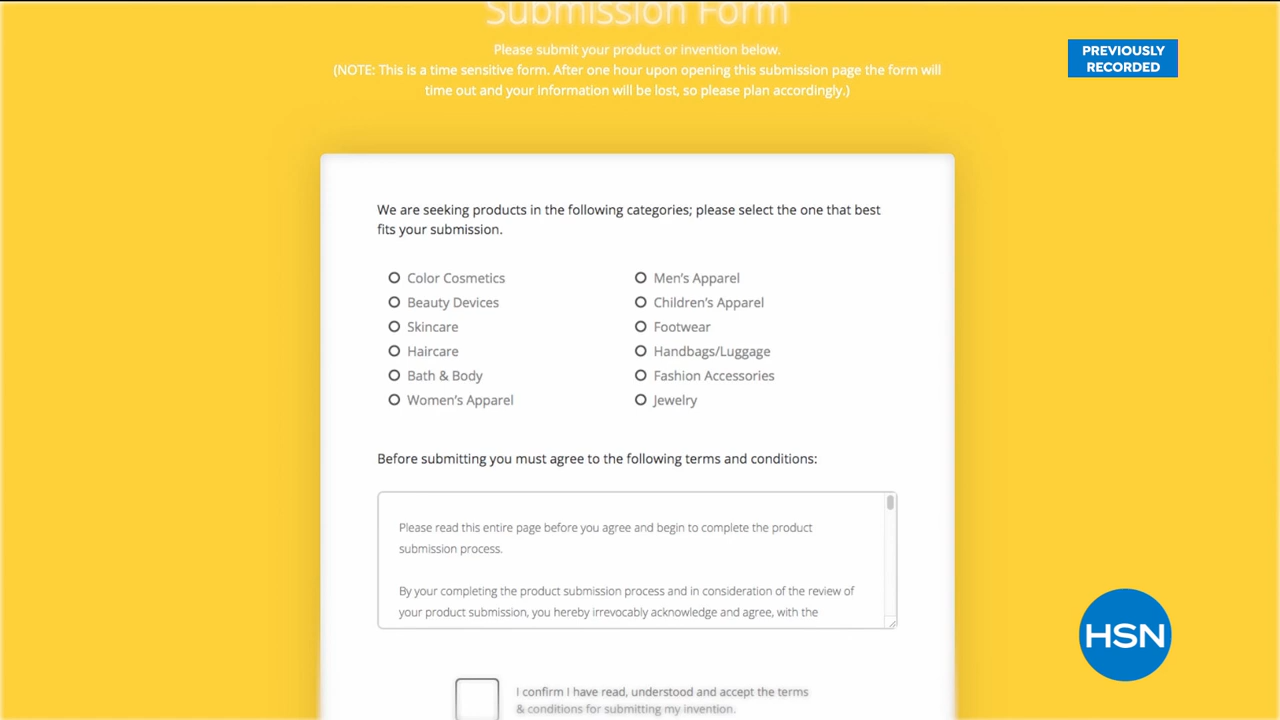 Submission Form
Please submit your product or invention below.
(NOTE: This is a time sensitive form. After one hour upon opening this submission page the form will
time out and your information will be lost, so please plan accordingly.)
PREVIOUSLY
RECORDED
We are seeking products in the following categories; please select the one that best
fits your submission.
Color Cosmetics
Beauty Devices
Skincare
Haircare
Bath & Body
Women's Apparel
Men's Apparel
Children's Apparel
Footwear
Handbags/Luggage
Fashion Accessories
Jewelry
Before submitting you must agree to the following terms and conditions:
Please read this entire page before you agree and begin to complete the product
submission process.
By your completing the product submission process and in consideration of the review of
your product submission, you hereby irrevocably acknowledge and agree, with the
I confirm I have read, understood and accept the terms
& conditions for submitting my invention.
HSN